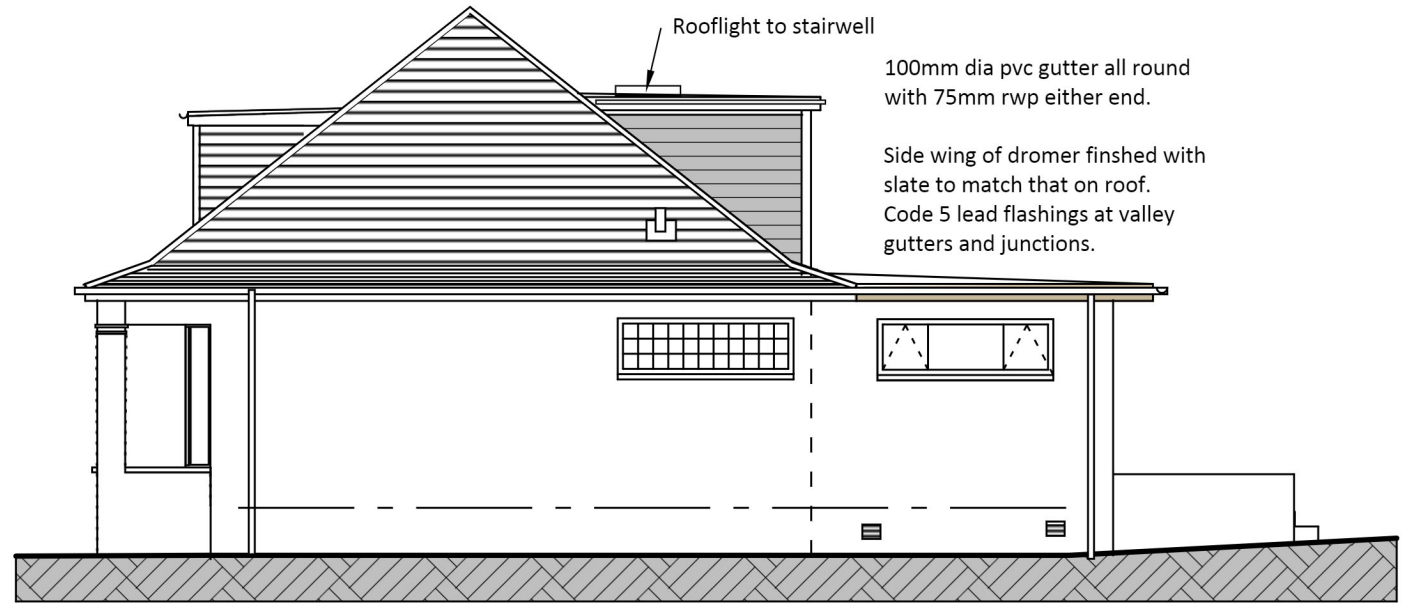 Rooflight to stairwell
100mm dia pvc gutter all round
with 75mm rwp either end.
Side wing of dromer finshed with
slate to match that on roof.
Code 5 lead flashings at valley
gutters and junctions.